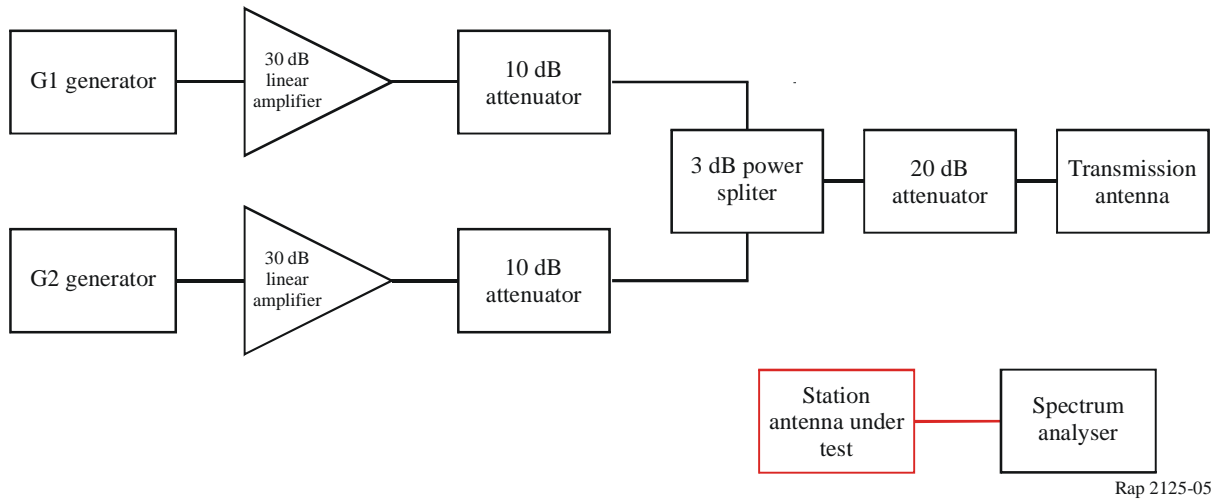 G1 generator
30 dB
linear
amplifier
10 dB
attenuator
3 dB power
spliter
20 dB
attenuator
Transmission
antenna
G2 generator
30 dB
linear
amplifier
10 dB
attenuator
Station
antenna under
test
Spectrum
analyser
Rap 2125-05